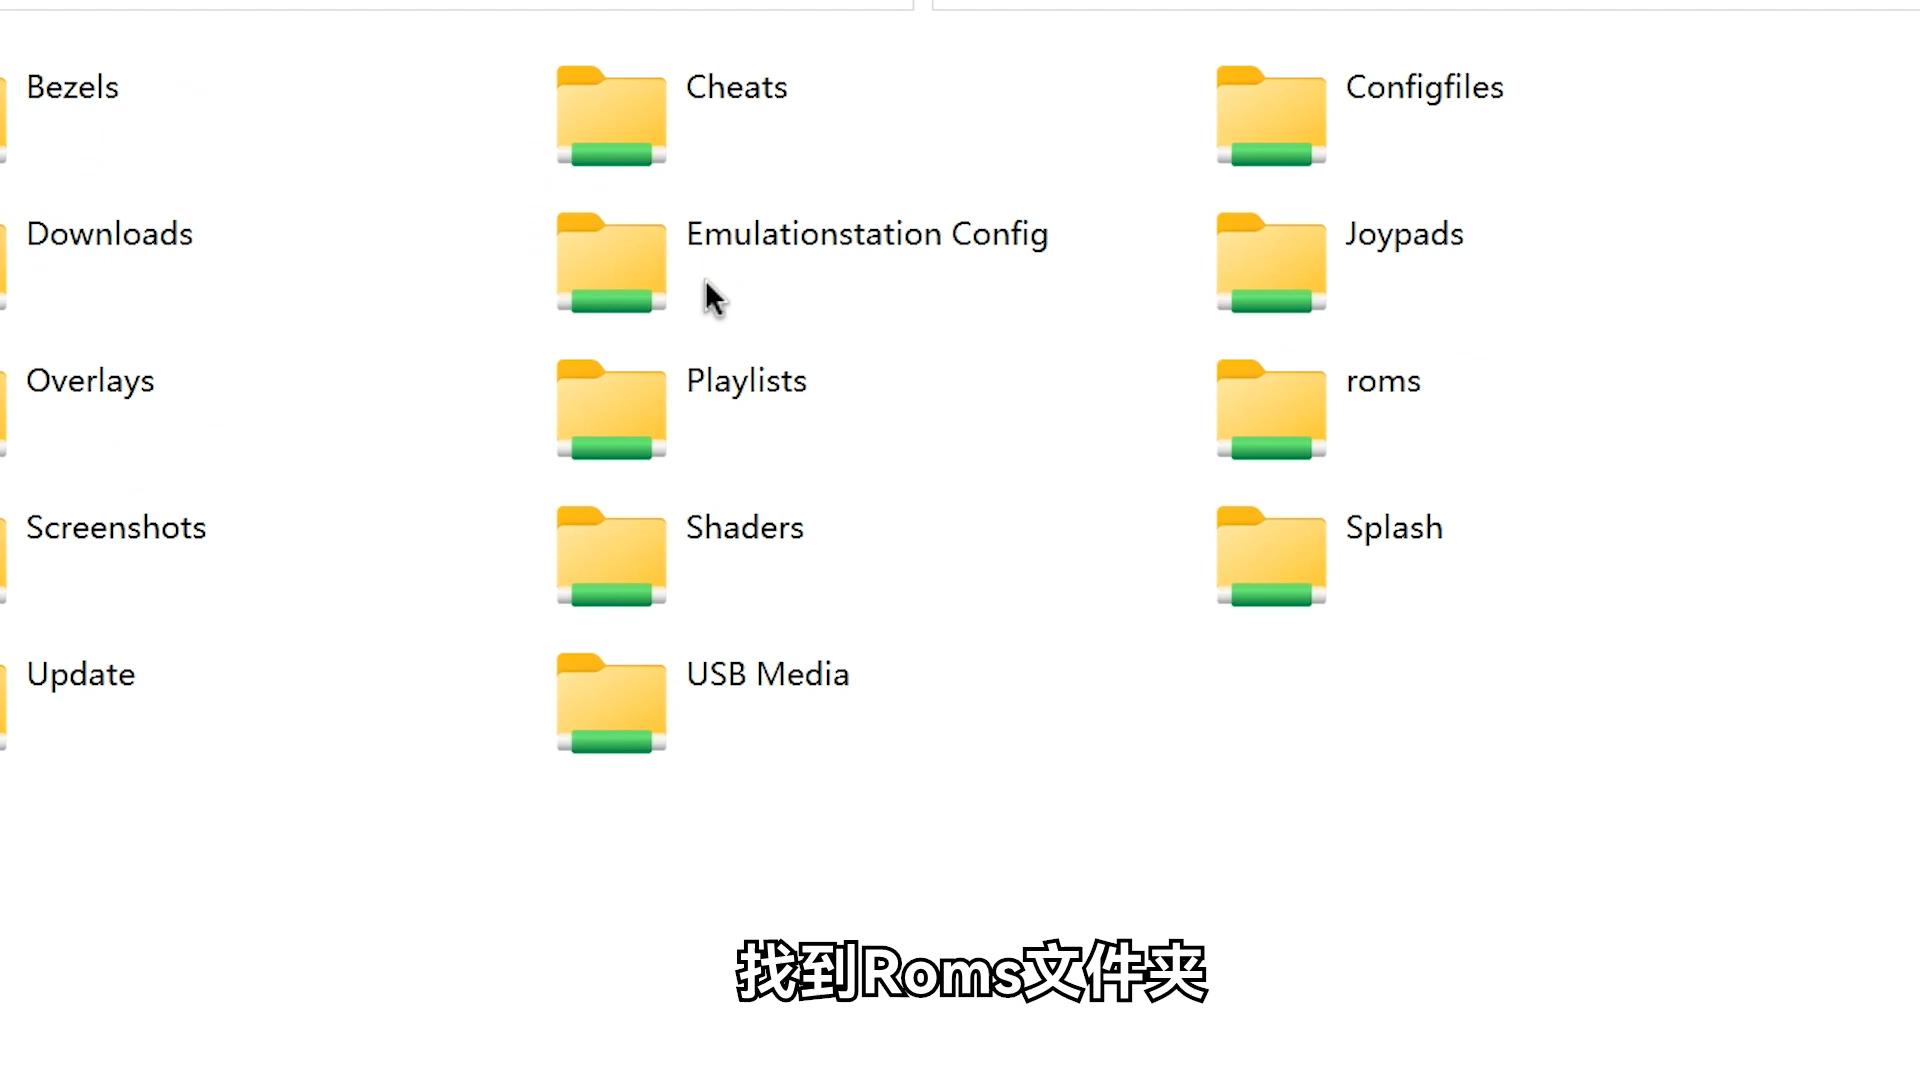 Bezels
Cheats
Configfiles
Downloads
Emulationstation Config
Joypads
Overlays
Playlists
roms
Screenshots
Shaders
Splash
Update
USB Media
找到Roms文件夹